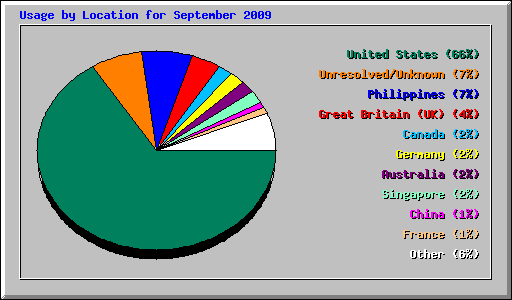 Usage by Location for September 2009
United States (66%)
Unresolved/Unknown (7%)
Philippines (7%)
Great Britain (UK) (4%)
Canada (2%)
Germany (2%)
Australia (2%)
Singapore (2%)
China (1%)
France (1%)
Other (6%)